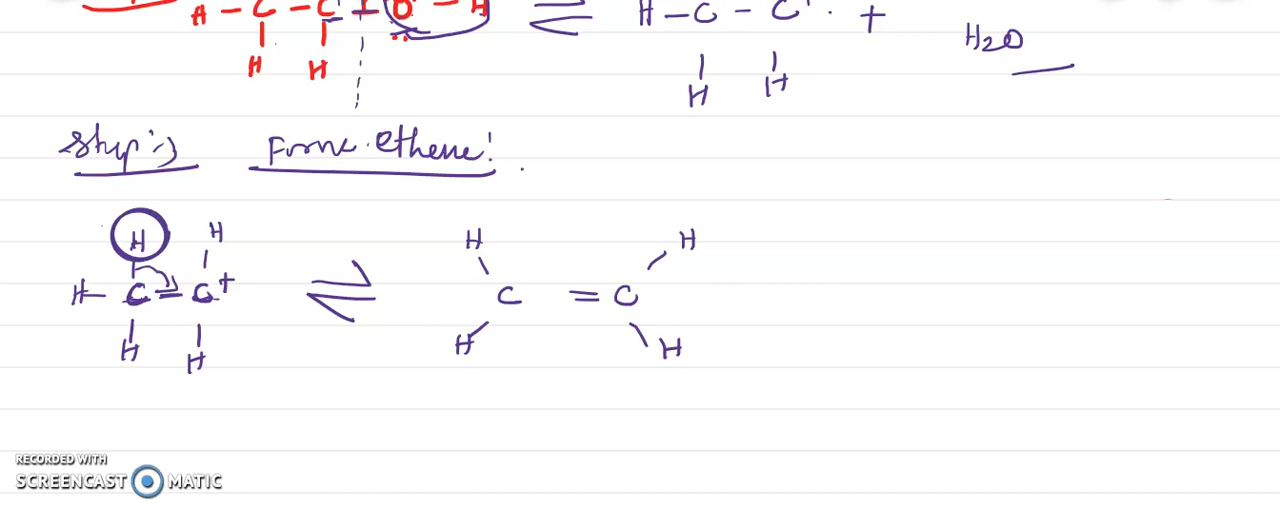 H - C - C + O - H ⇌ H - C - C + H2O
H H H H
Step:3 Form ethene!
H H H H
H - C = C+ ⇌ C = C
H H H H
RECORDED WITH
SCREENCAST MATIC